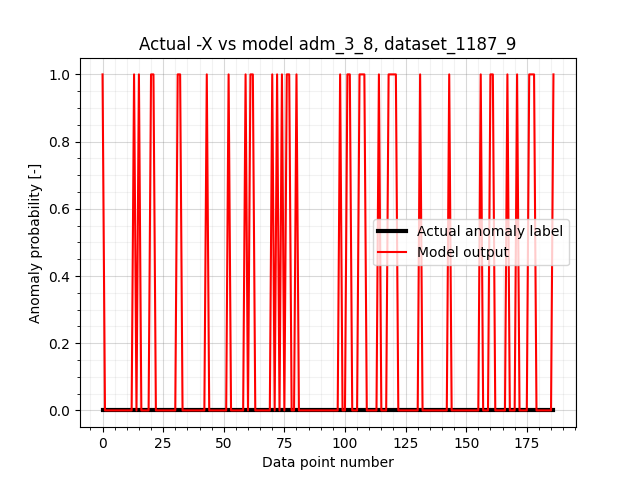 Actual -X vs model adm_3_8, dataset_1187_9
1.0
0.8
0.6
0.4
0.2
0.0
Anomaly probability [-]
Actual anomaly label
Model output
0 25 50 75 100 125 150 175
Data point number